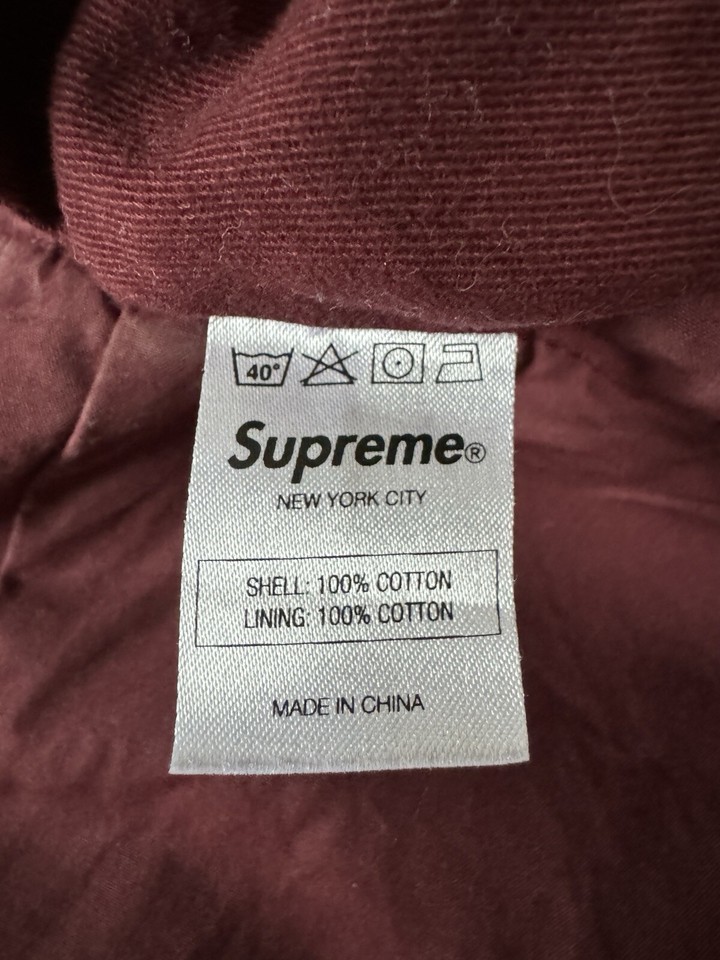 40°
Supreme®
NEW YORK CITY
SHELL: 100% COTTON
LINING: 100% COTTON
MADE IN CHINA